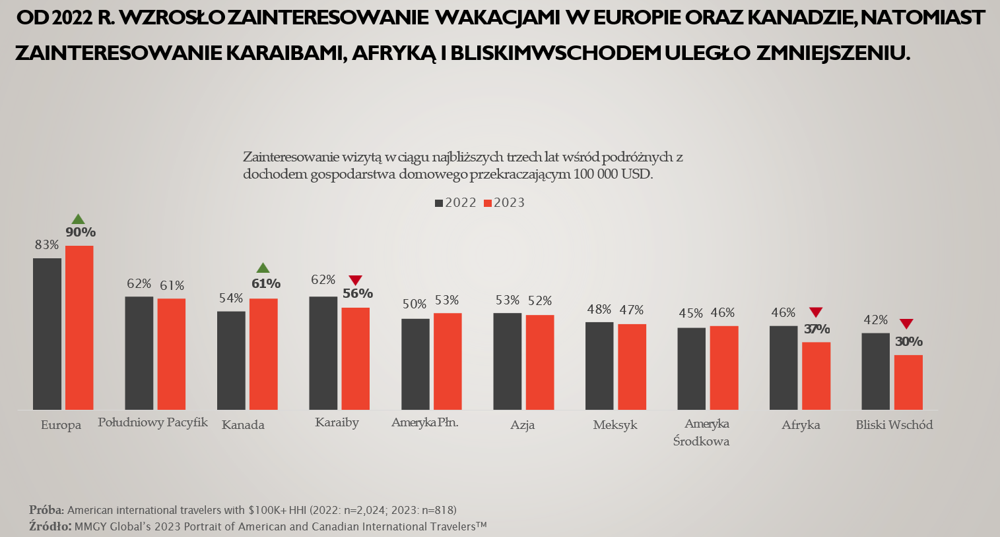 OD 2022 R. WZROSŁO ZAINTERESOWANIE WAKACJAMI W EUROPIE ORAZ KANADZIE, NATOMIAST
ZAINTERESOWANIE KARAIBAMI, AFRYKĄ I BLISKIMWSCHODEM ULEGŁO ZMNIEJSZENIU.
Zainteresowanie wizytą w ciągu najbliższych trzech lat wśród podróżnych z
dochodem gospodarstwa domowego przekraczającym 100 000 USD.
2022 2023
83% 90%
62% 61%
54% 61%
62% 56%
50% 53%
53% 52%
48% 47%
45% 46%
46% 37%
42% 30%
Europa
Południowy Pacyfik
Kanada
Karaiby
Ameryka Płn.
Azja
Meksyk
Ameryka
Środkowa
Afryka
Bliski Wschód
Próba: American international travelers with $100K+ HHI (2022: n=2,024; 2023: n=818)
Źródło: MMGY Global’s 2023 Portrait of American and Canadian International Travelers™